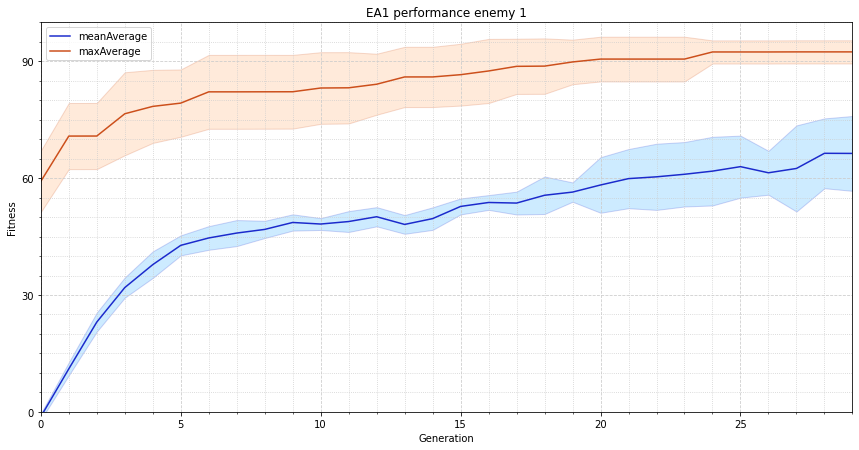 EA1 performance enemy 1
meanAverage
maxAverage
90
60
30
0
Fitness
0 5 10 15 20 25
Generation